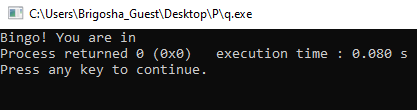 C:\Users\Brigosha_Guest\Desktop\P\q.exe
Bingo! You are in
Process returned 0 (0x0)   execution time : 0.080 s
Press any key to continue.